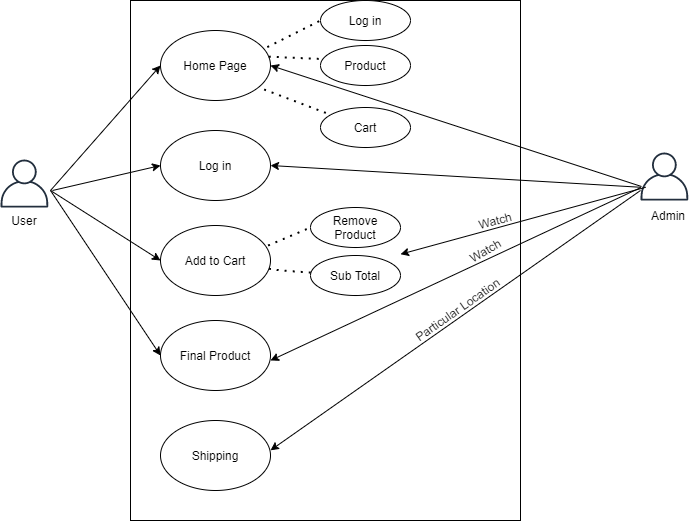 Log in
Home Page
Product
Cart
Log in
User
Admin
Remove
Product
Watch
Add to Cart
Sub Total
Watch
Particular Location
Final Product
Shipping